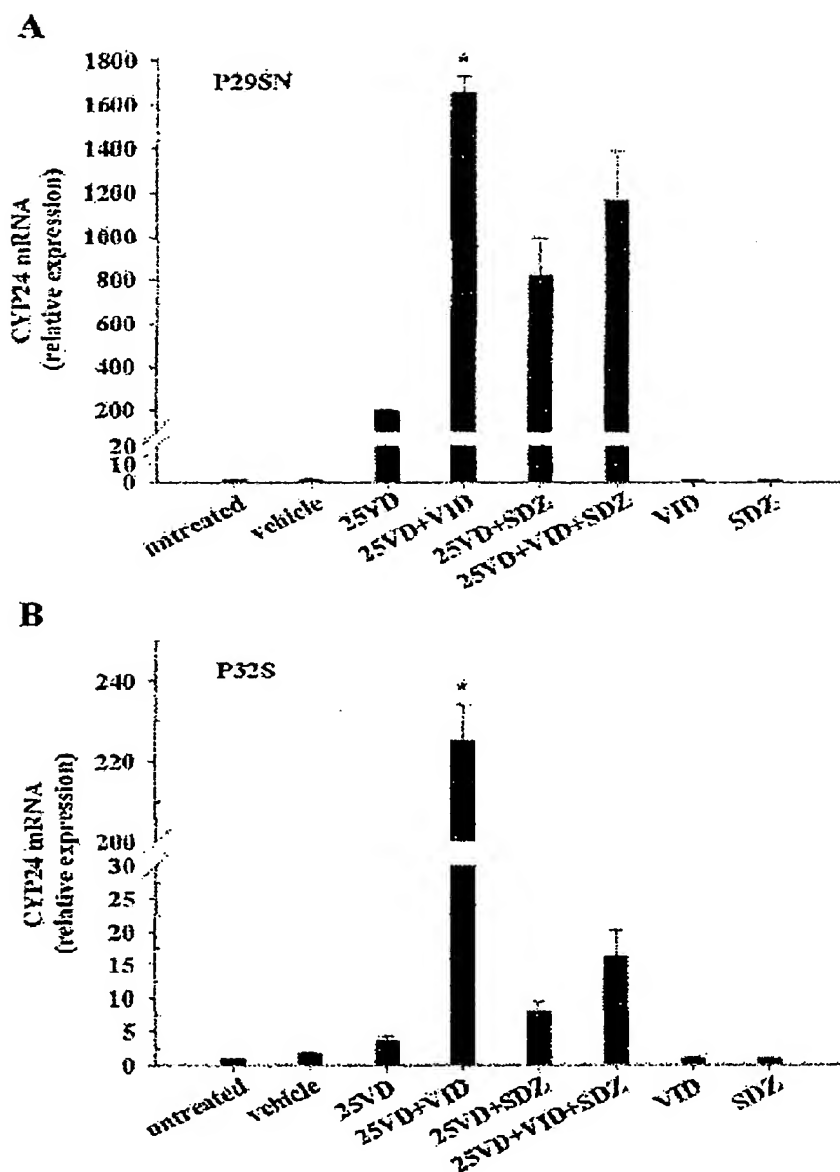 A
P29SN
CYP24 mRNA
(relative expression)
1800
1600
1400
1200
1000
800
600
400
200
20
10
0
*
untreated
vehicle
25VD
25VD+VID
25VD+SDZ
25VD+VID+SDZ
VID
SDZ
B
P32S
CYP24 mRNA
(relative expression)
240
220
200
30
25
20
15
10
5
0
*
untreated
vehicle
25VD
25VD+VID
25VD+SDZ
25VD+VID+SDZ
VID
SDZ